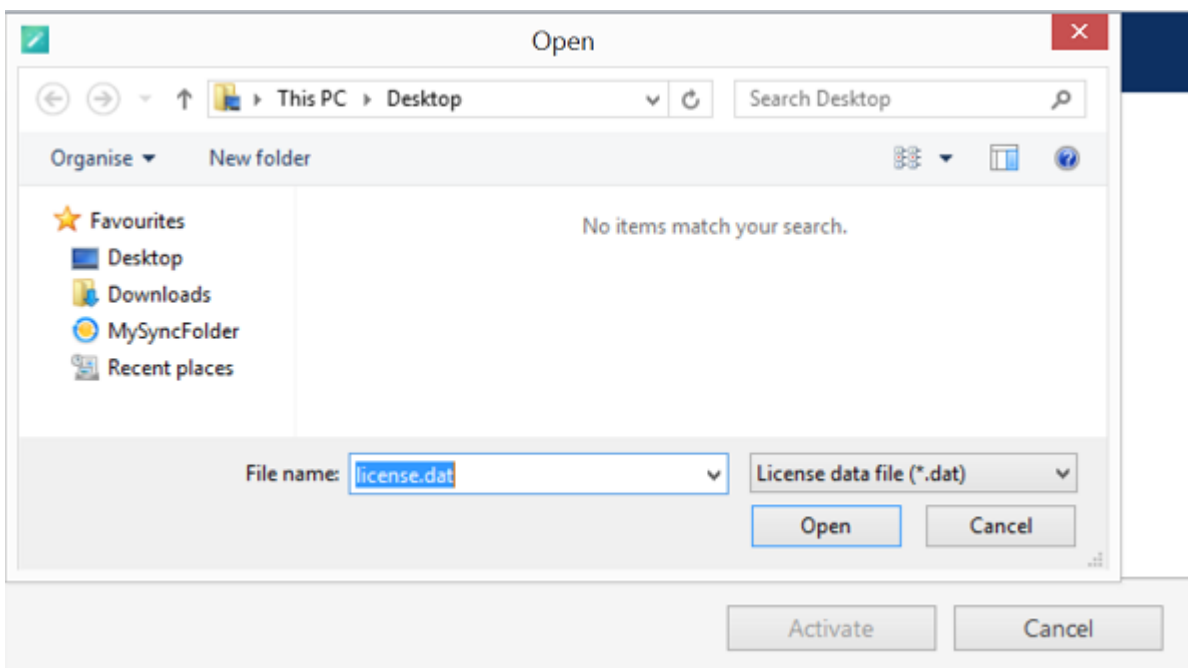 Open
This PC Desktop Search Desktop
Organise New folder
Favourites
No items match your search.
Desktop
Downloads
MySyncFolder
Recent places
File name: license.dat License data file (*.dat)
Open Cancel
Activate Cancel